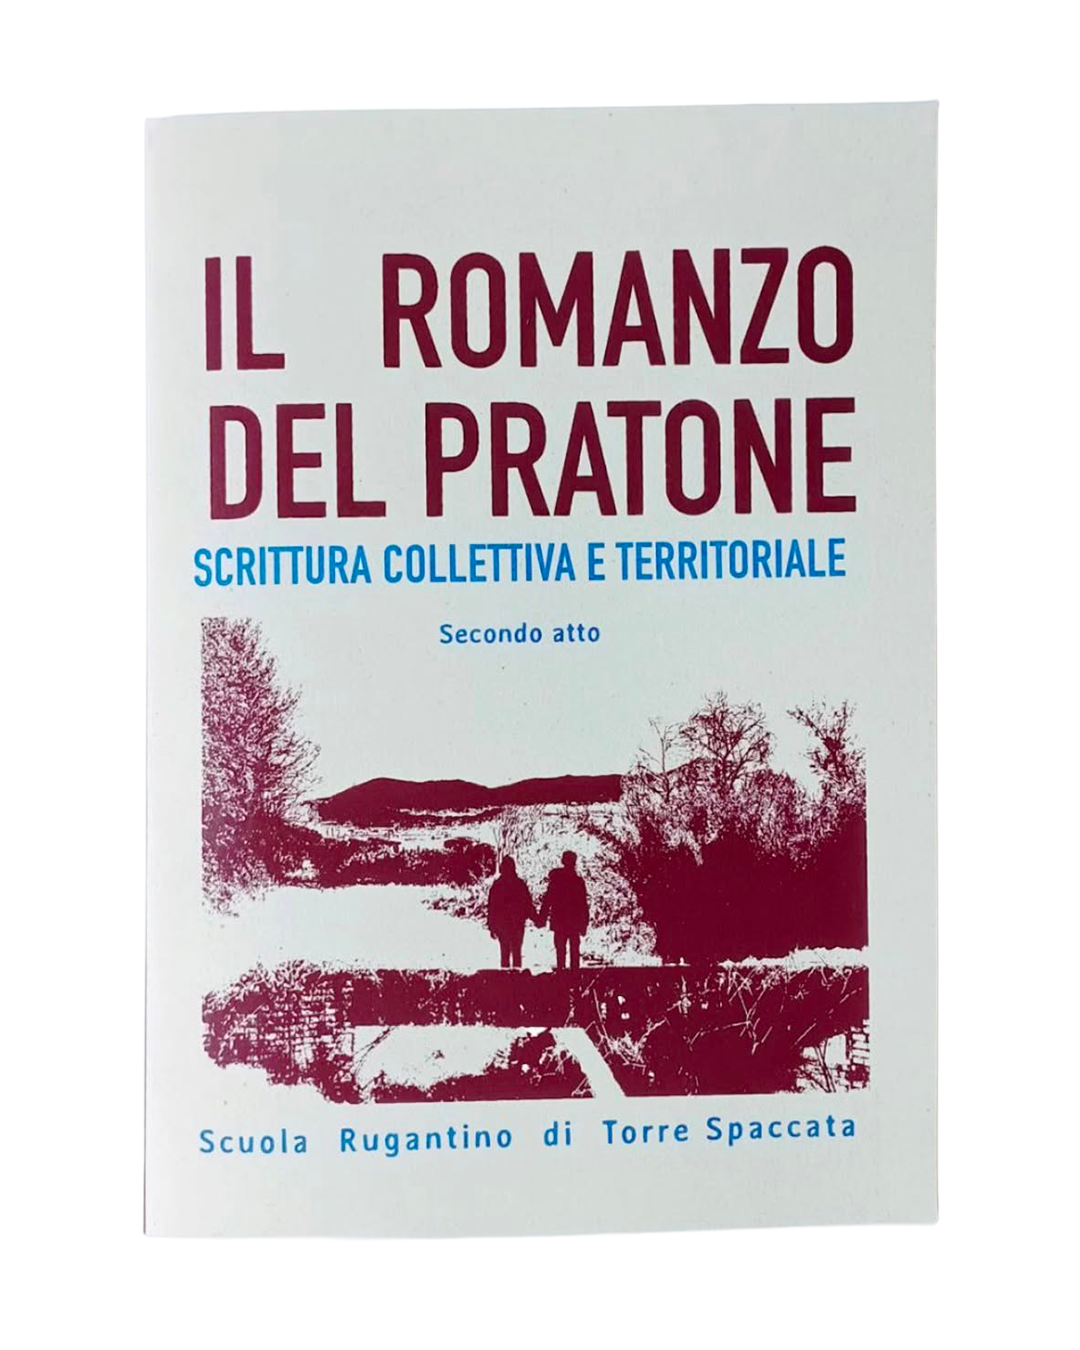 IL ROMANZO
DEL PRATONE
SCRITTURA COLLETTIVA E TERRITORIALE
Secondo atto
Scuola Rugantino di Torre Spaccata